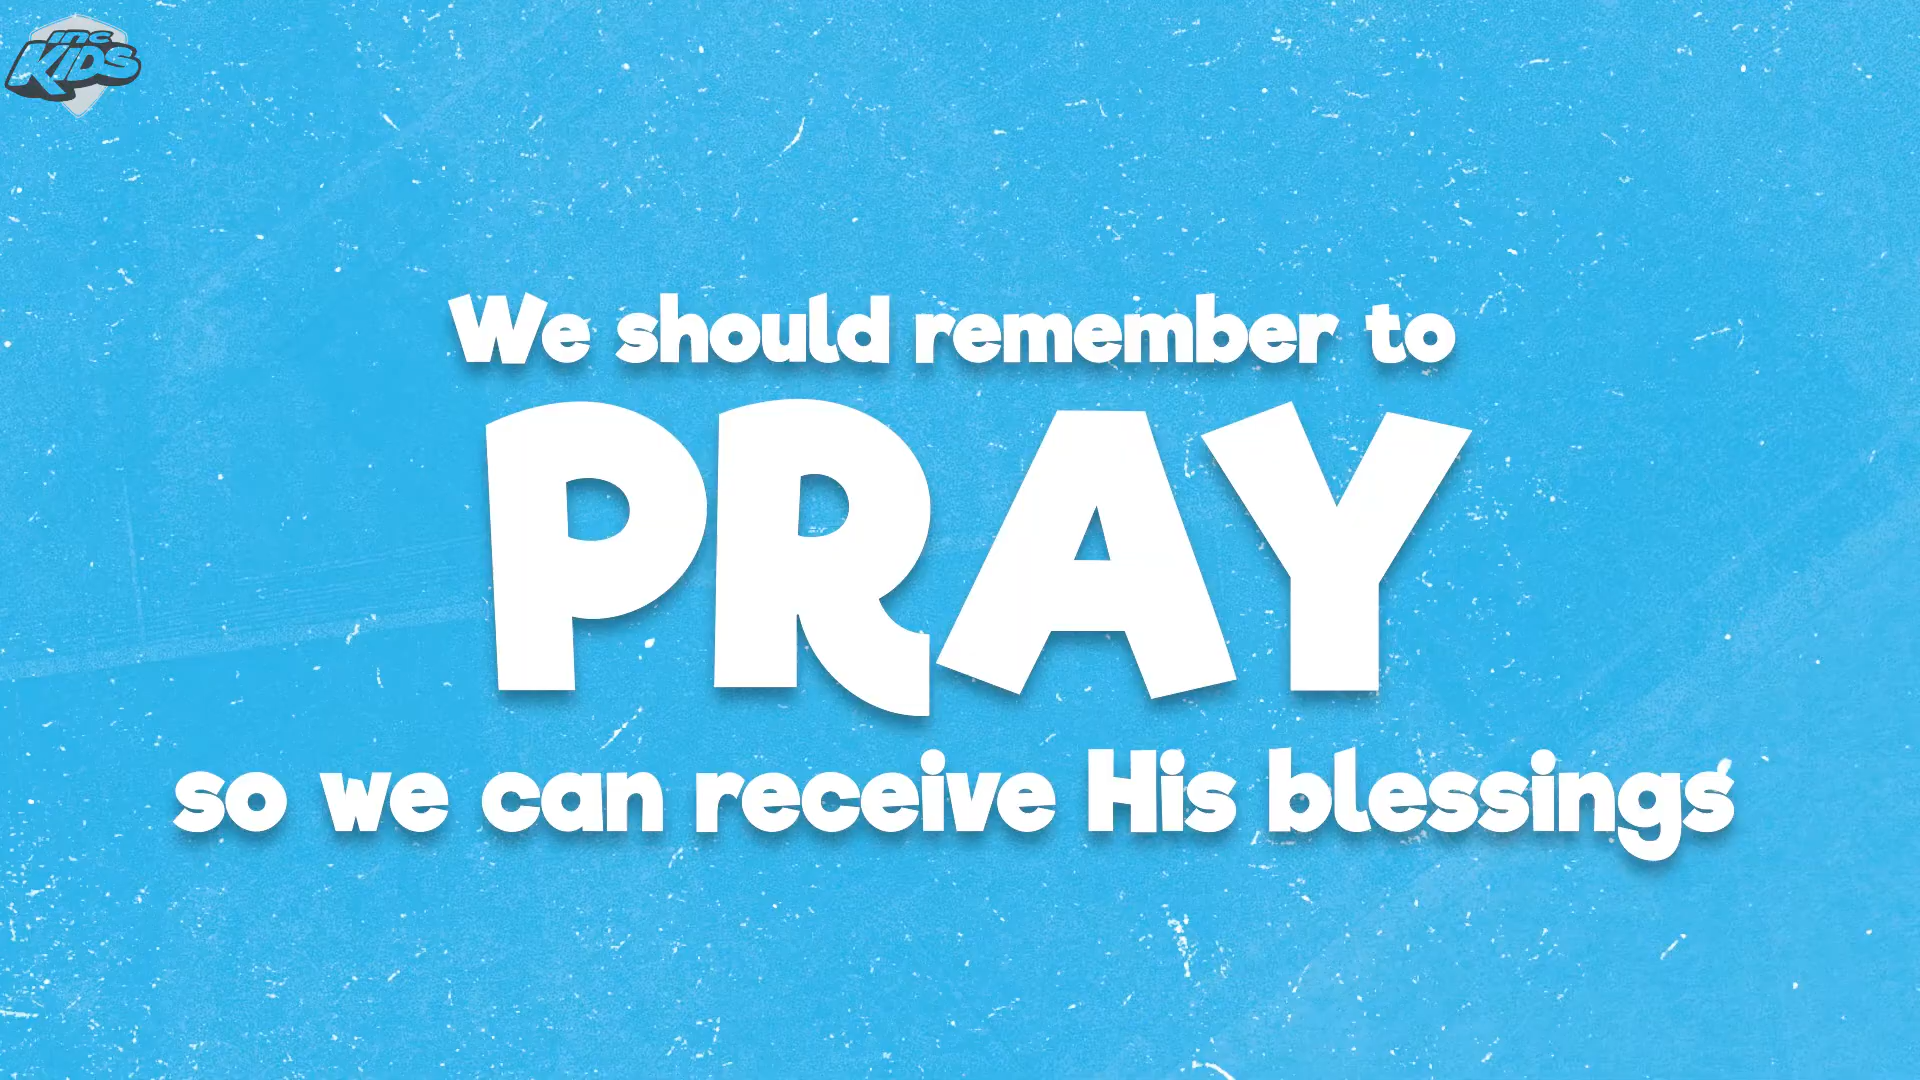 INC
KIDS
We should remember to
PRAY
so we can receive His blessings